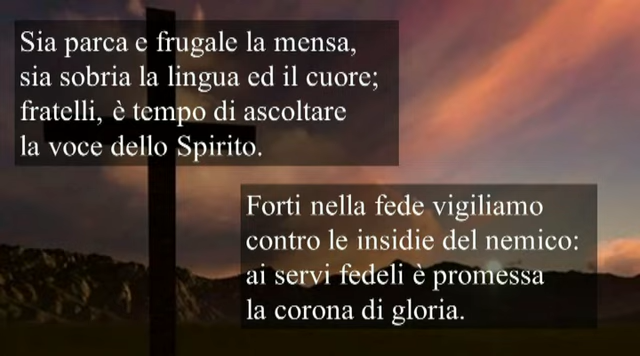 Sia parca e frugale la mensa,
sia sobria la lingua ed il cuore;
fratelli, è tempo di ascoltare
la voce dello Spirito.
Forti nella fede vigiliamo
contro le insidie del nemico:
ai servi fedeli è promessa
la corona di gloria.